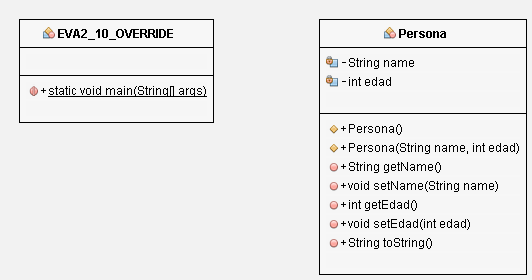 EVA2_10_OVERRIDE
+static void main(String[] args)
Persona
-String name
-int edad
+Persona()
+Persona(String name, int edad)
+String getName()
+void setName(String name)
+int getEdad()
+void setEdad(int edad)
+String toString()